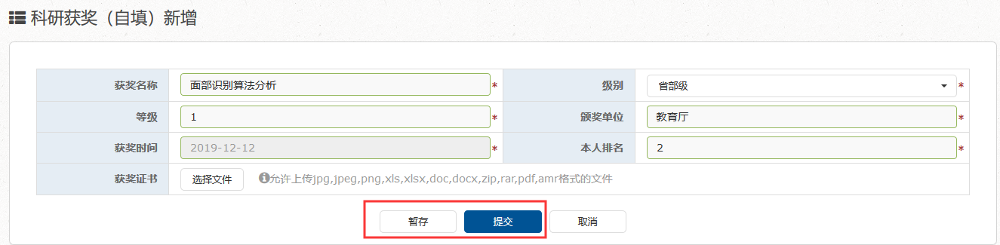 科研获奖（自填）新增
获奖名称 面部识别算法分析 * 级别 省部级 *
等级 1 * 颁奖单位 教育厅 *
获奖时间 2019-12-12 * 本人排名 2 *
获奖证书 选择文件 允许上传jpg,jpeg,png,xls,xlsx,doc,docx,zip,rar,pdf,amr格式的文件
暂存 提交 取消